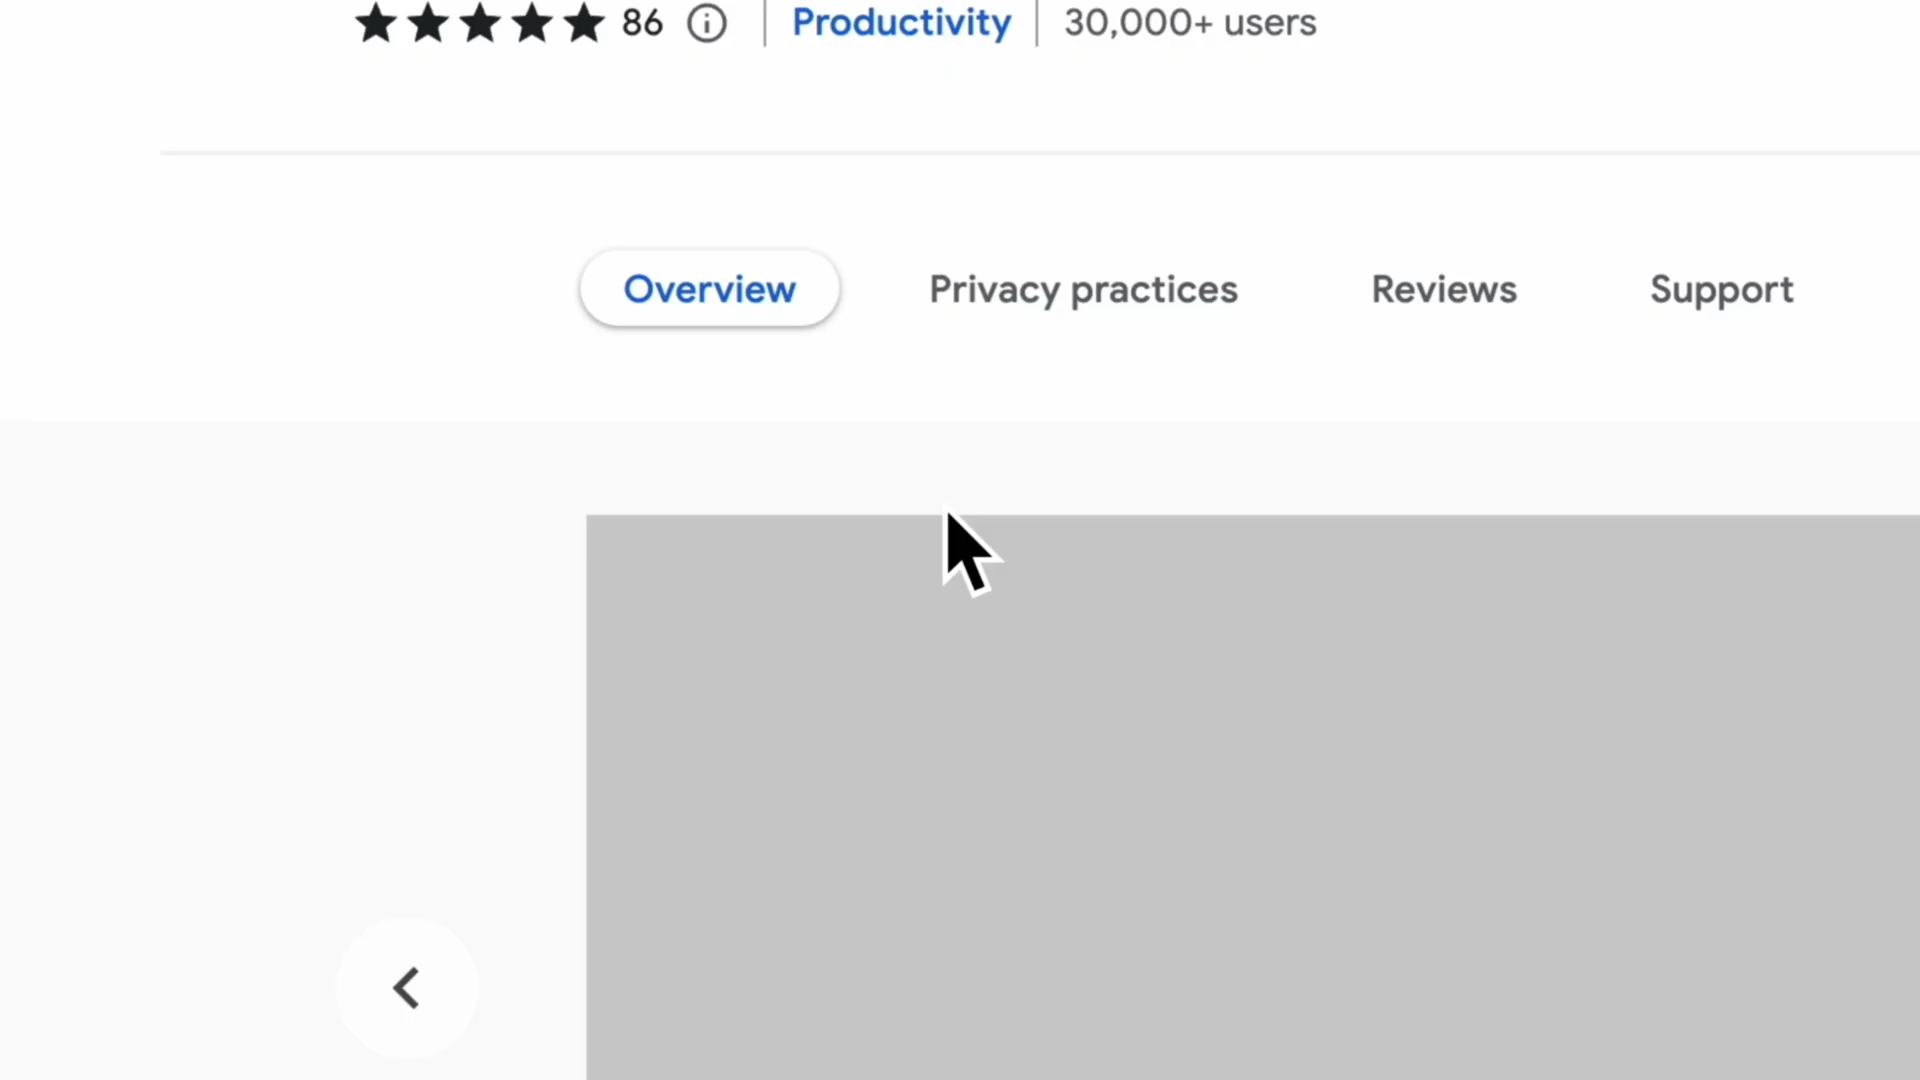 86 Productivity 30,000+ users
Overview Privacy practices Reviews Support